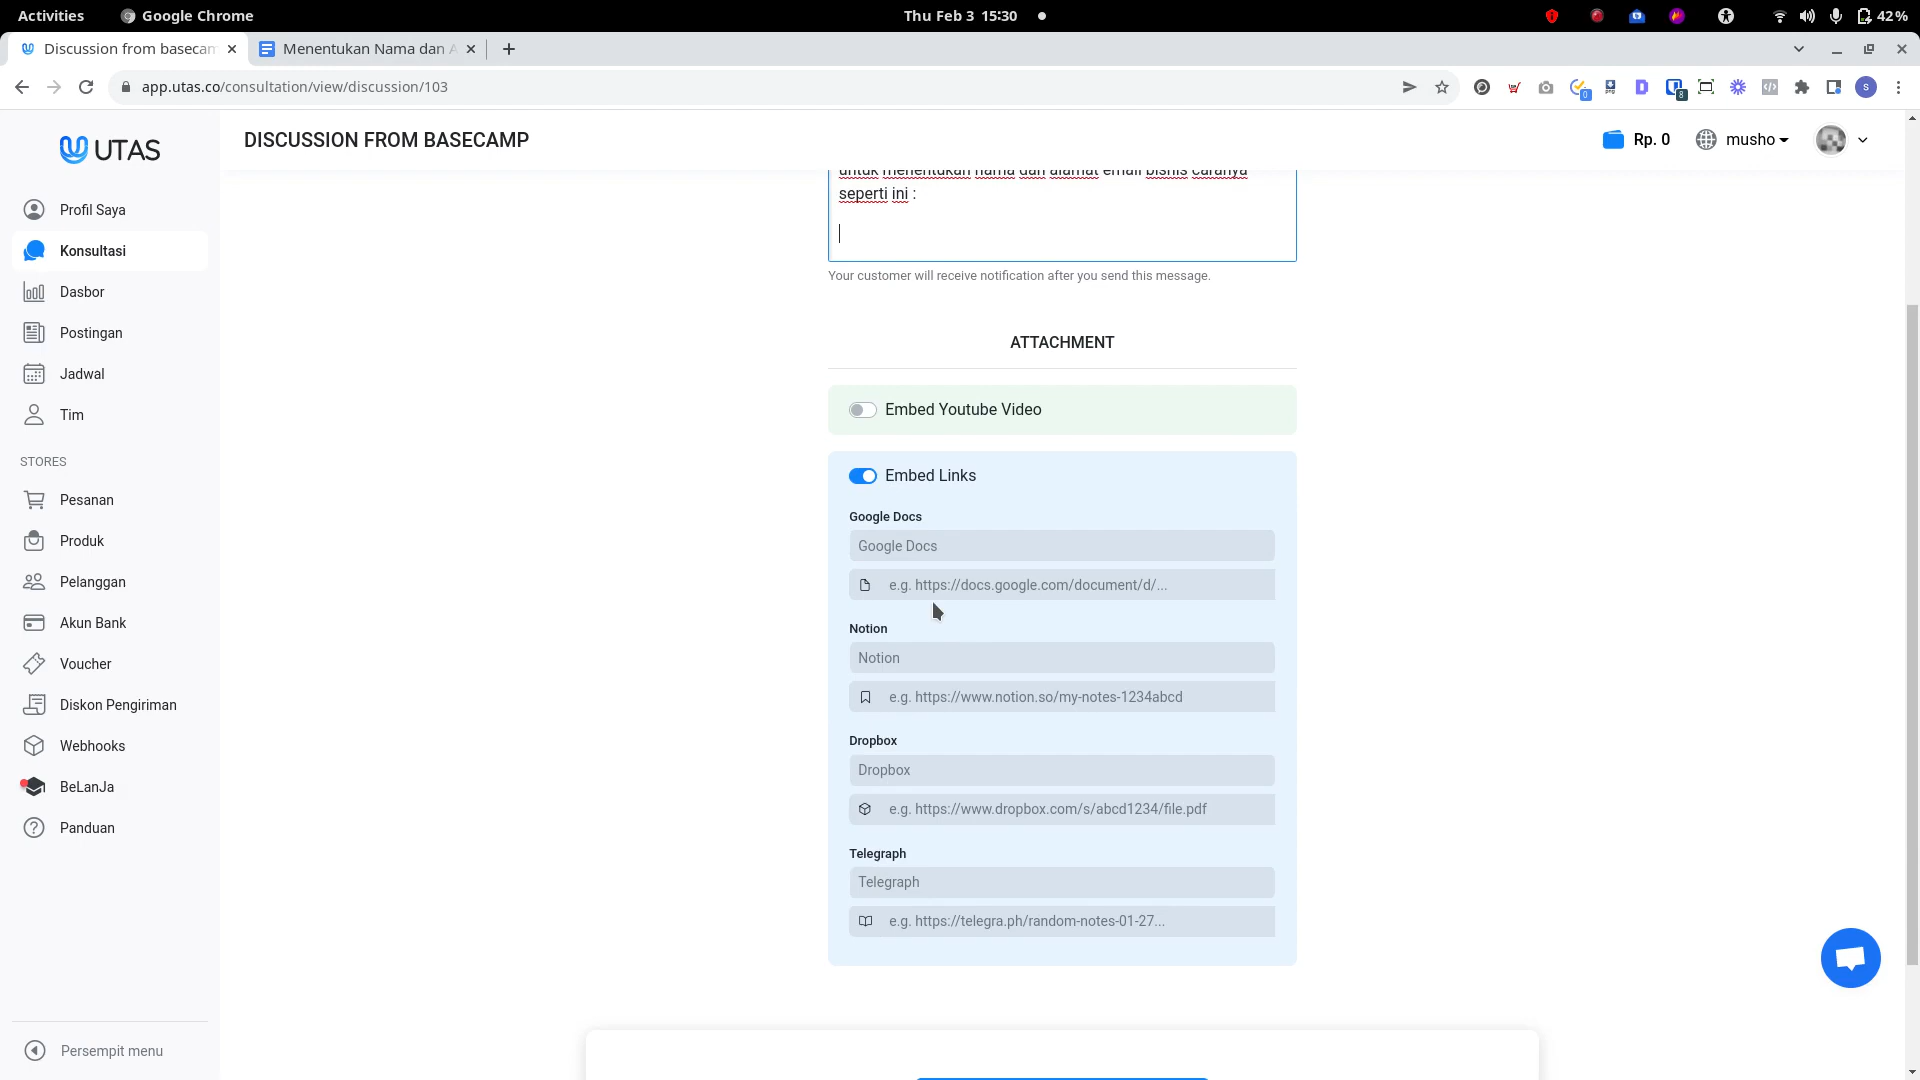 Activities
Google Chrome
Thu Feb 3 15:30
42%
Discussion from basecam
Menentukan Nama dan A
app.utas.co/consultation/view/discussion/103
0
8
S
UTAS
DISCUSSION FROM BASECAMP
Rp. 0
musho
Profil Saya
Konsultasi
Dasbor
Postingan
Jadwal
Tim
STORES
Pesanan
Produk
Pelanggan
Akun Bank
Voucher
Diskon Pengiriman
Webhooks
BeLanJa
Panduan
Persempit menu
untuk menentukan nama dan alamat email bisnis caranya
seperti ini :
Your customer will receive notification after you send this message.
ATTACHMENT
Embed Youtube Video
Embed Links
Google Docs
Google Docs
e.g. https://docs.google.com/document/d/...
Notion
Notion
e.g. https://www.notion.so/my-notes-1234abcd
Dropbox
Dropbox
e.g. https://www.dropbox.com/s/abcd1234/file.pdf
Telegraph
Telegraph
e.g. https://telegra.ph/random-notes-01-27...